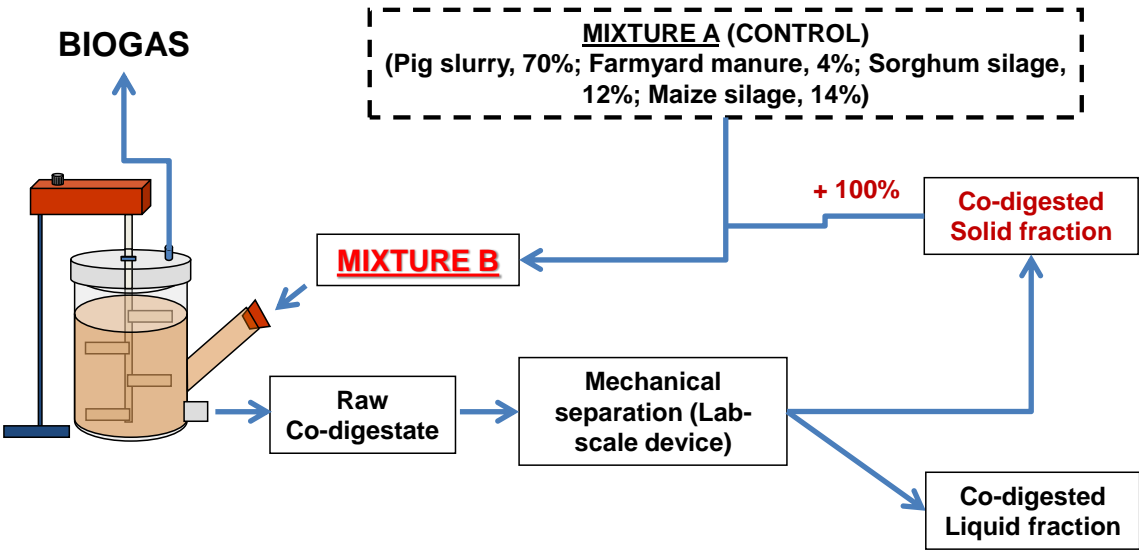 BIOGAS
MIXTURE A (CONTROL)
(Pig slurry, 70%; Farmyard manure, 4%; Sorghum silage,
12%; Maize silage, 14%)
+ 100%
Co-digested
Solid fraction
MIXTURE B
Raw
Co-digestate
Mechanical
separation (Lab-
scale device)
Co-digested
Liquid fraction